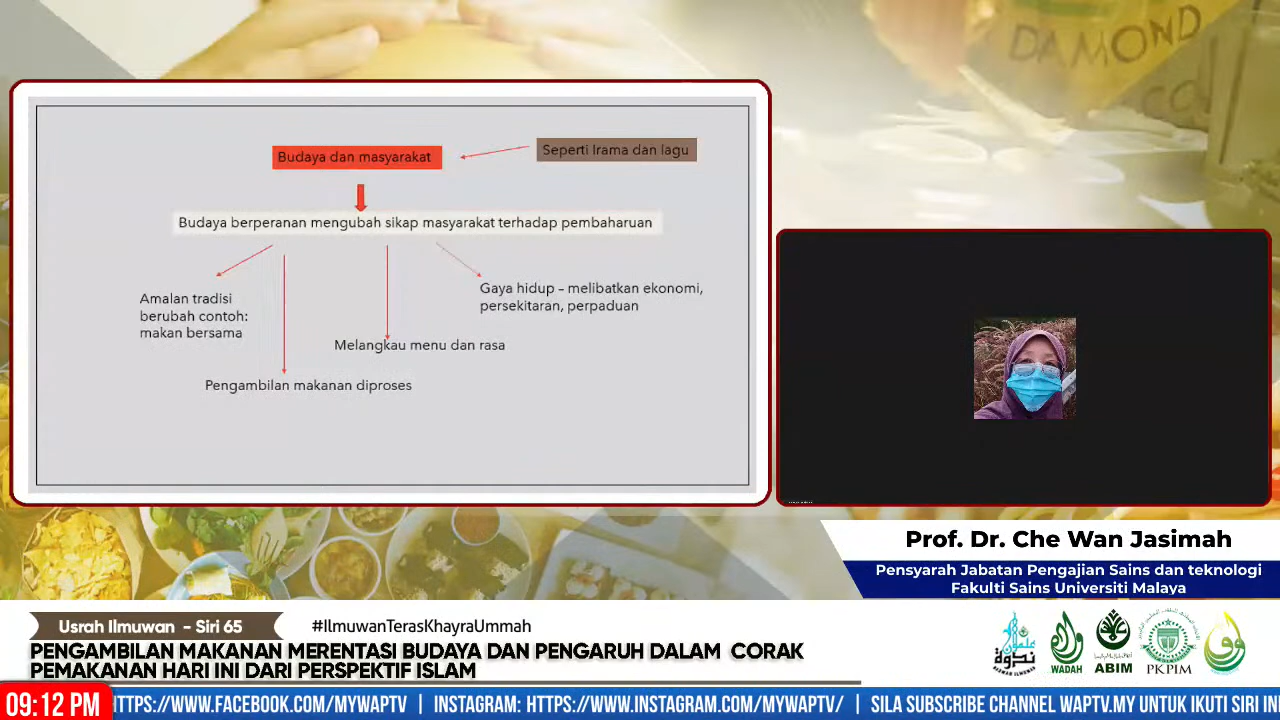 DAMOND
CO
Budaya dan masyarakat
Seperti Irama dan lagu
Budaya berperanan mengubah sikap masyarakat terhadap pembaharuan
Amalan tradisi
berubah contoh:
makan bersama
Gaya hidup – melibatkan ekonomi,
persekitaran, perpaduan
Melangkau menu dan rasa
Pengambilan makanan diproses
Prof. Dr. Che Wan Jasimah
Pensyarah Jabatan Pengajian Sains dan teknologi
Fakulti Sains Universiti Malaya
Usrah Ilmuwan - Siri 65
#IlmuwanTerasKhayraUmmah
PENGAMBILAN MAKANAN MERENTASI BUDAYA DAN PENGARUH DALAM CORAK
PEMAKANAN HARI INI DARI PERSPEKTIF ISLAM
WADAH
ABIM
PKPIM
09:12 PM
HTTPS://WWW.FACEBOOK.COM/MYWAPTV | INSTAGRAM: HTTPS://WWW.INSTAGRAM.COM/MYWAPTV/ | SILA SUBSCRIBE CHANNEL WAPTV.MY UNTUK IKUTI SIRI IN